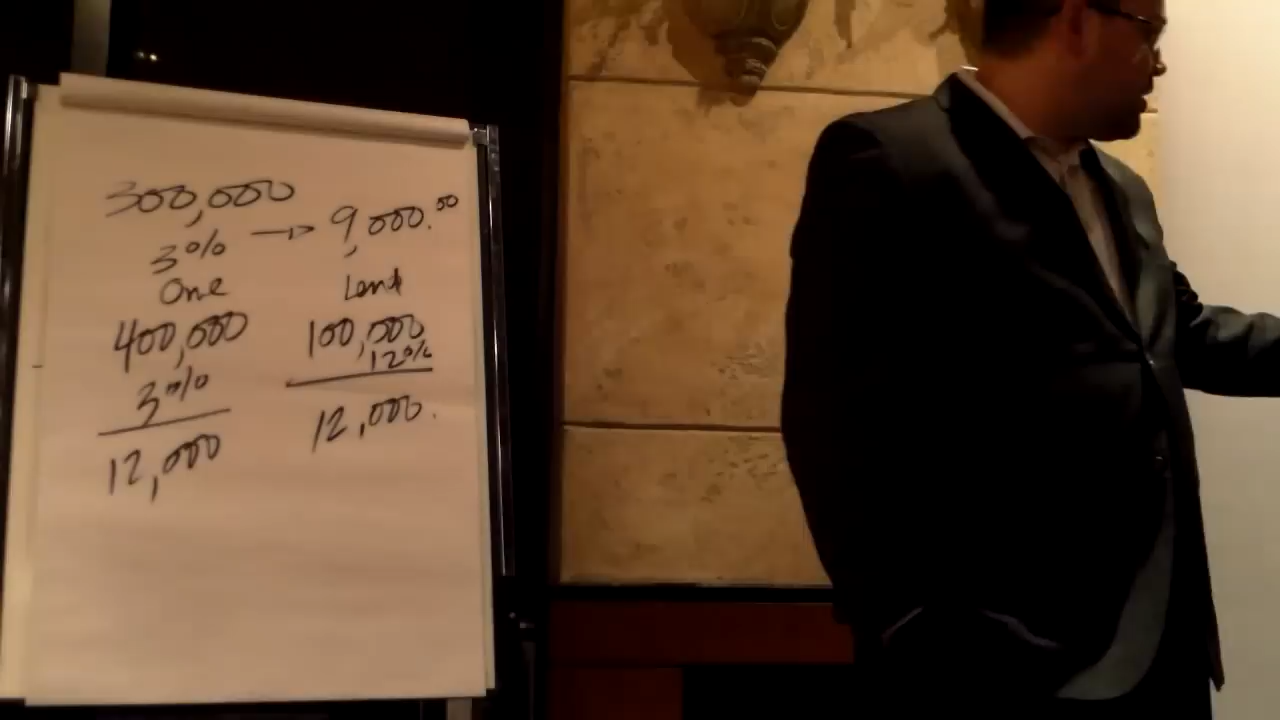 300,000
3% → 9,000.00
One Lend
400,000 100,000
3% 12%
12,000 12,000.